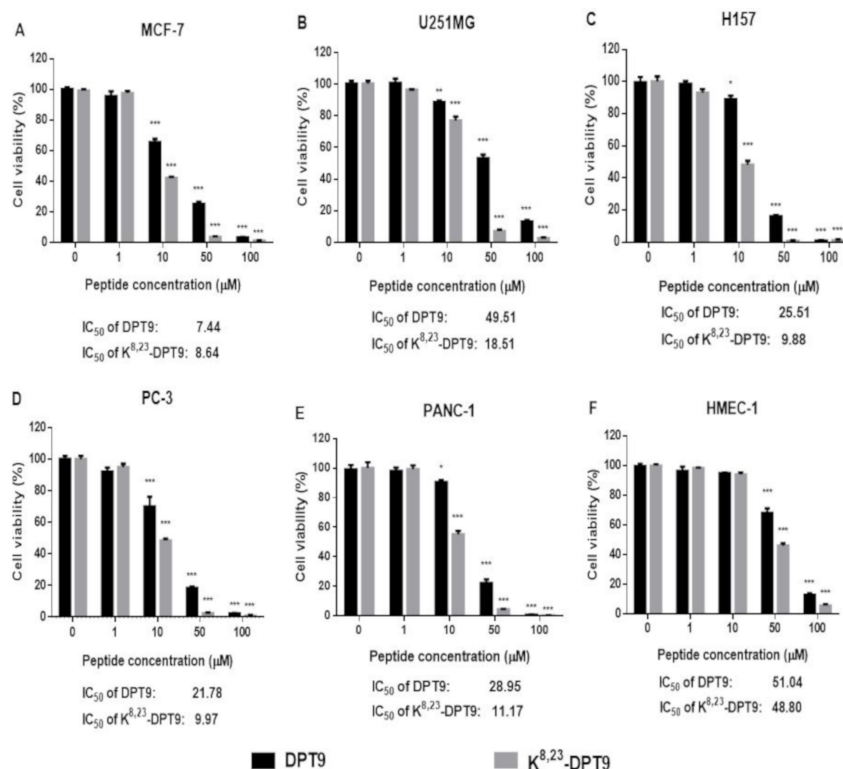 A
MCF-7
Cell viability (%)
120
100
80
60
40
20
0
***
***
***
***
***
***
0 1 10 50 100
Peptide concentration (μM)
IC50 of DPT9: 7.44
IC50 of K8,23-DPT9: 8.64
B
U251MG
Cell viability (%)
120
100
80
60
40
20
0
**
***
***
***
***
***
0 1 10 50 100
Peptide concentration (μM)
IC50 of DPT9: 49.51
IC50 of K8,23-DPT9: 18.51
C
H157
Cell viability (%)
120
100
80
60
40
20
0
*
***
***
***
***
***
0 1 10 50 100
Peptide concentration (μM)
IC50 of DPT9: 25.51
IC50 of K8,23-DPT9: 9.88
D
PC-3
Cell viability (%)
120
100
80
60
40
20
0
***
***
***
***
***
***
0 1 10 50 100
Peptide concentration (μM)
IC50 of DPT9: 21.78
IC50 of K8,23-DPT9: 9.97
E
PANC-1
Cell viability (%)
120
100
80
60
40
20
0
*
***
***
***
***
***
0 1 10 50 100
Peptide concentration (μM)
IC50 of DPT9: 28.95
IC50 of K8,23-DPT9: 11.17
F
HMEC-1
Cell viability (%)
120
100
80
60
40
20
0
***
***
***
***
0 1 10 50 100
Peptide concentration (μM)
IC50 of DPT9: 51.04
IC50 of K8,23-DPT9: 48.80
DPT9
K8,23-DPT9